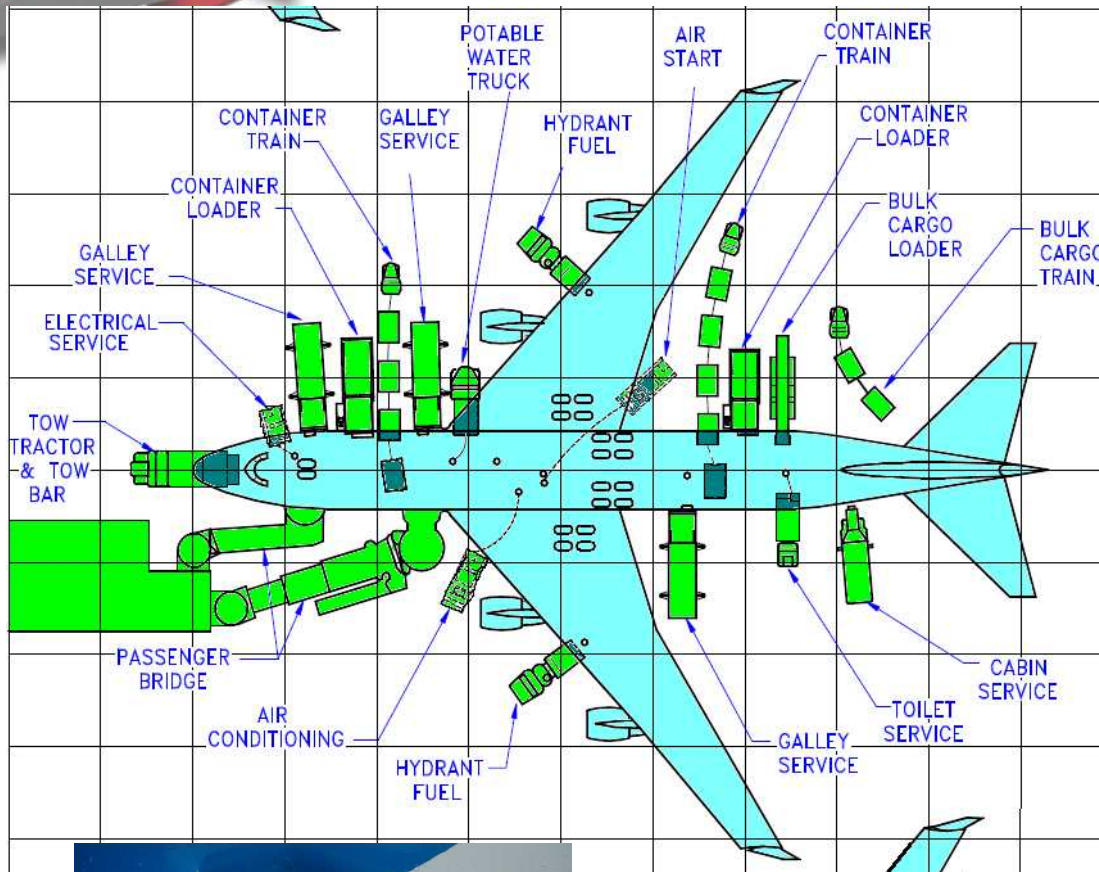 POTABLE
WATER
TRUCK
AIR
START
CONTAINER
TRAIN
CONTAINER
TRAIN
GALLEY
SERVICE
HYDRANT
FUEL
CONTAINER
LOADER
CONTAINER
LOADER
BULK
CARGO
LOADER
BULK
CARGO
TRAIN
GALLEY
SERVICE
ELECTRICAL
SERVICE
TOW
TRACTOR
& TOW
BAR
PASSENGER
BRIDGE
AIR
CONDITIONING
HYDRANT
FUEL
GALLEY
SERVICE
TOILET
SERVICE
CABIN
SERVICE